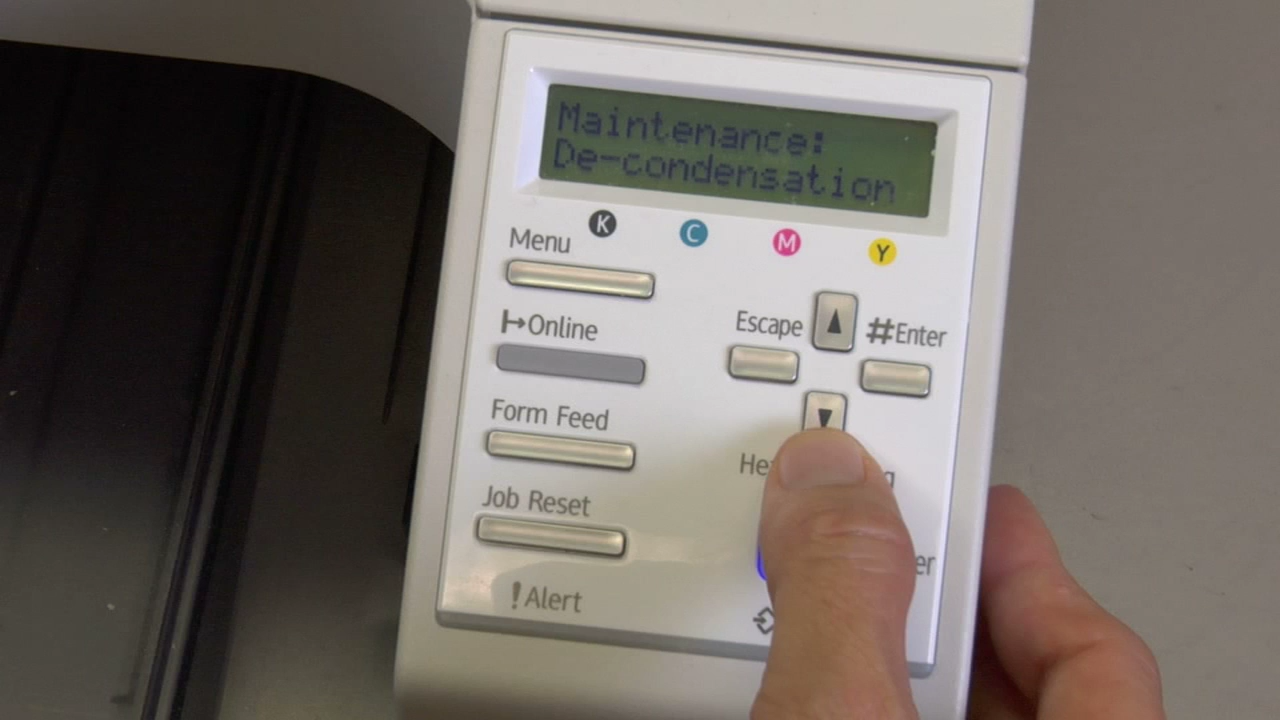 Maintenance:
De-condensation
K C M Y
Menu
Online
Escape
#Enter
Form Feed
Job Reset
!Alert